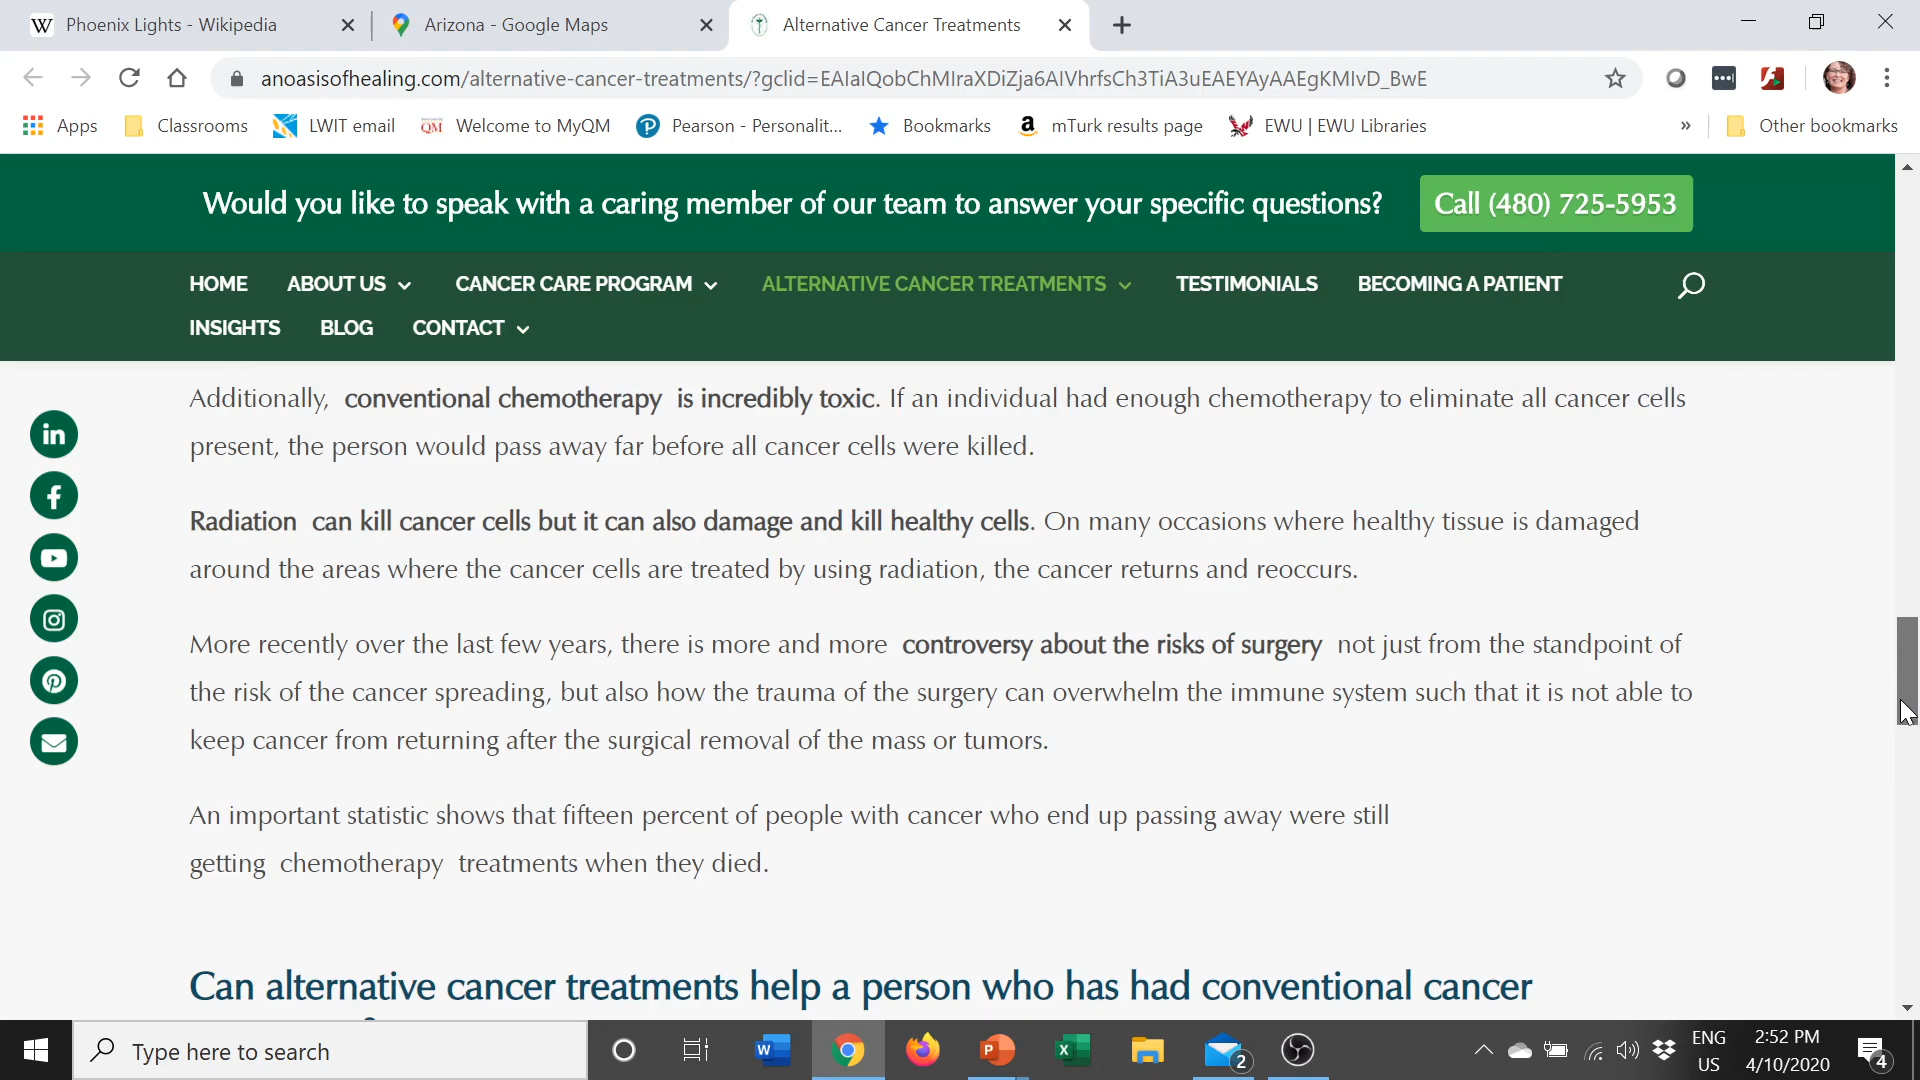 Phoenix Lights - Wikipedia
Arizona - Google Maps
Alternative Cancer Treatments
anoasisofhealing.com/alternative-cancer-treatments/?gclid=EAIaIQobChMIraXDiZja6AIVhrfsCh3TiA3uEAEYAyAAEgKMIvD_BwE
Apps
Classrooms
LWIT email
QM Welcome to MyQM
Pearson - Personalit...
Bookmarks
mTurk results page
EWU | EWU Libraries
»
Other bookmarks
Would you like to speak with a caring member of our team to answer your specific questions?
Call (480) 725-5953
HOME ABOUT US CANCER CARE PROGRAM ALTERNATIVE CANCER TREATMENTS TESTIMONIALS BECOMING A PATIENT
INSIGHTS BLOG CONTACT
Additionally, conventional chemotherapy is incredibly toxic. If an individual had enough chemotherapy to eliminate all cancer cells
present, the person would pass away far before all cancer cells were killed.
Radiation can kill cancer cells but it can also damage and kill healthy cells. On many occasions where healthy tissue is damaged
around the areas where the cancer cells are treated by using radiation, the cancer returns and reoccurs.
More recently over the last few years, there is more and more controversy about the risks of surgery not just from the standpoint of
the risk of the cancer spreading, but also how the trauma of the surgery can overwhelm the immune system such that it is not able to
keep cancer from returning after the surgical removal of the mass or tumors.
An important statistic shows that fifteen percent of people with cancer who end up passing away were still
getting chemotherapy treatments when they died.
Can alternative cancer treatments help a person who has had conventional cancer
Type here to search
2
ENG
US
2:52 PM
4/10/2020
4